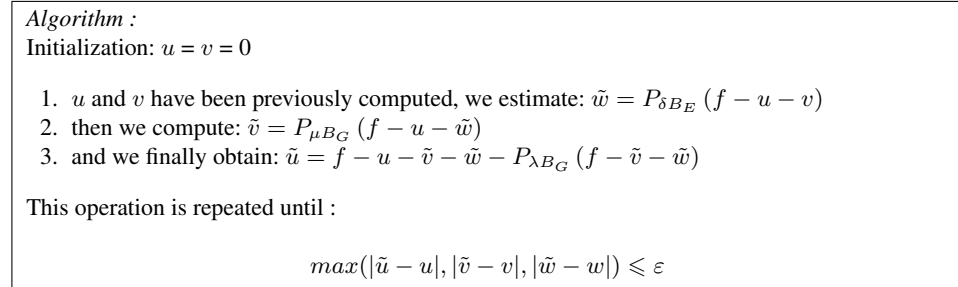 Algorithm :
Initialization: u = v = 0
1. u and v have been previously computed, we estimate: w̃ = P_{δB_E} (f − u − v)
2. then we compute: ṽ = P_{μB_G} (f − u − w̃)
3. and we finally obtain: ũ = f − u − ṽ − w̃ − P_{λB_G} (f − ṽ − w̃)
This operation is repeated until :
max(|ũ − u|, |ṽ − v|, |w̃ − w|) ⩽ ε